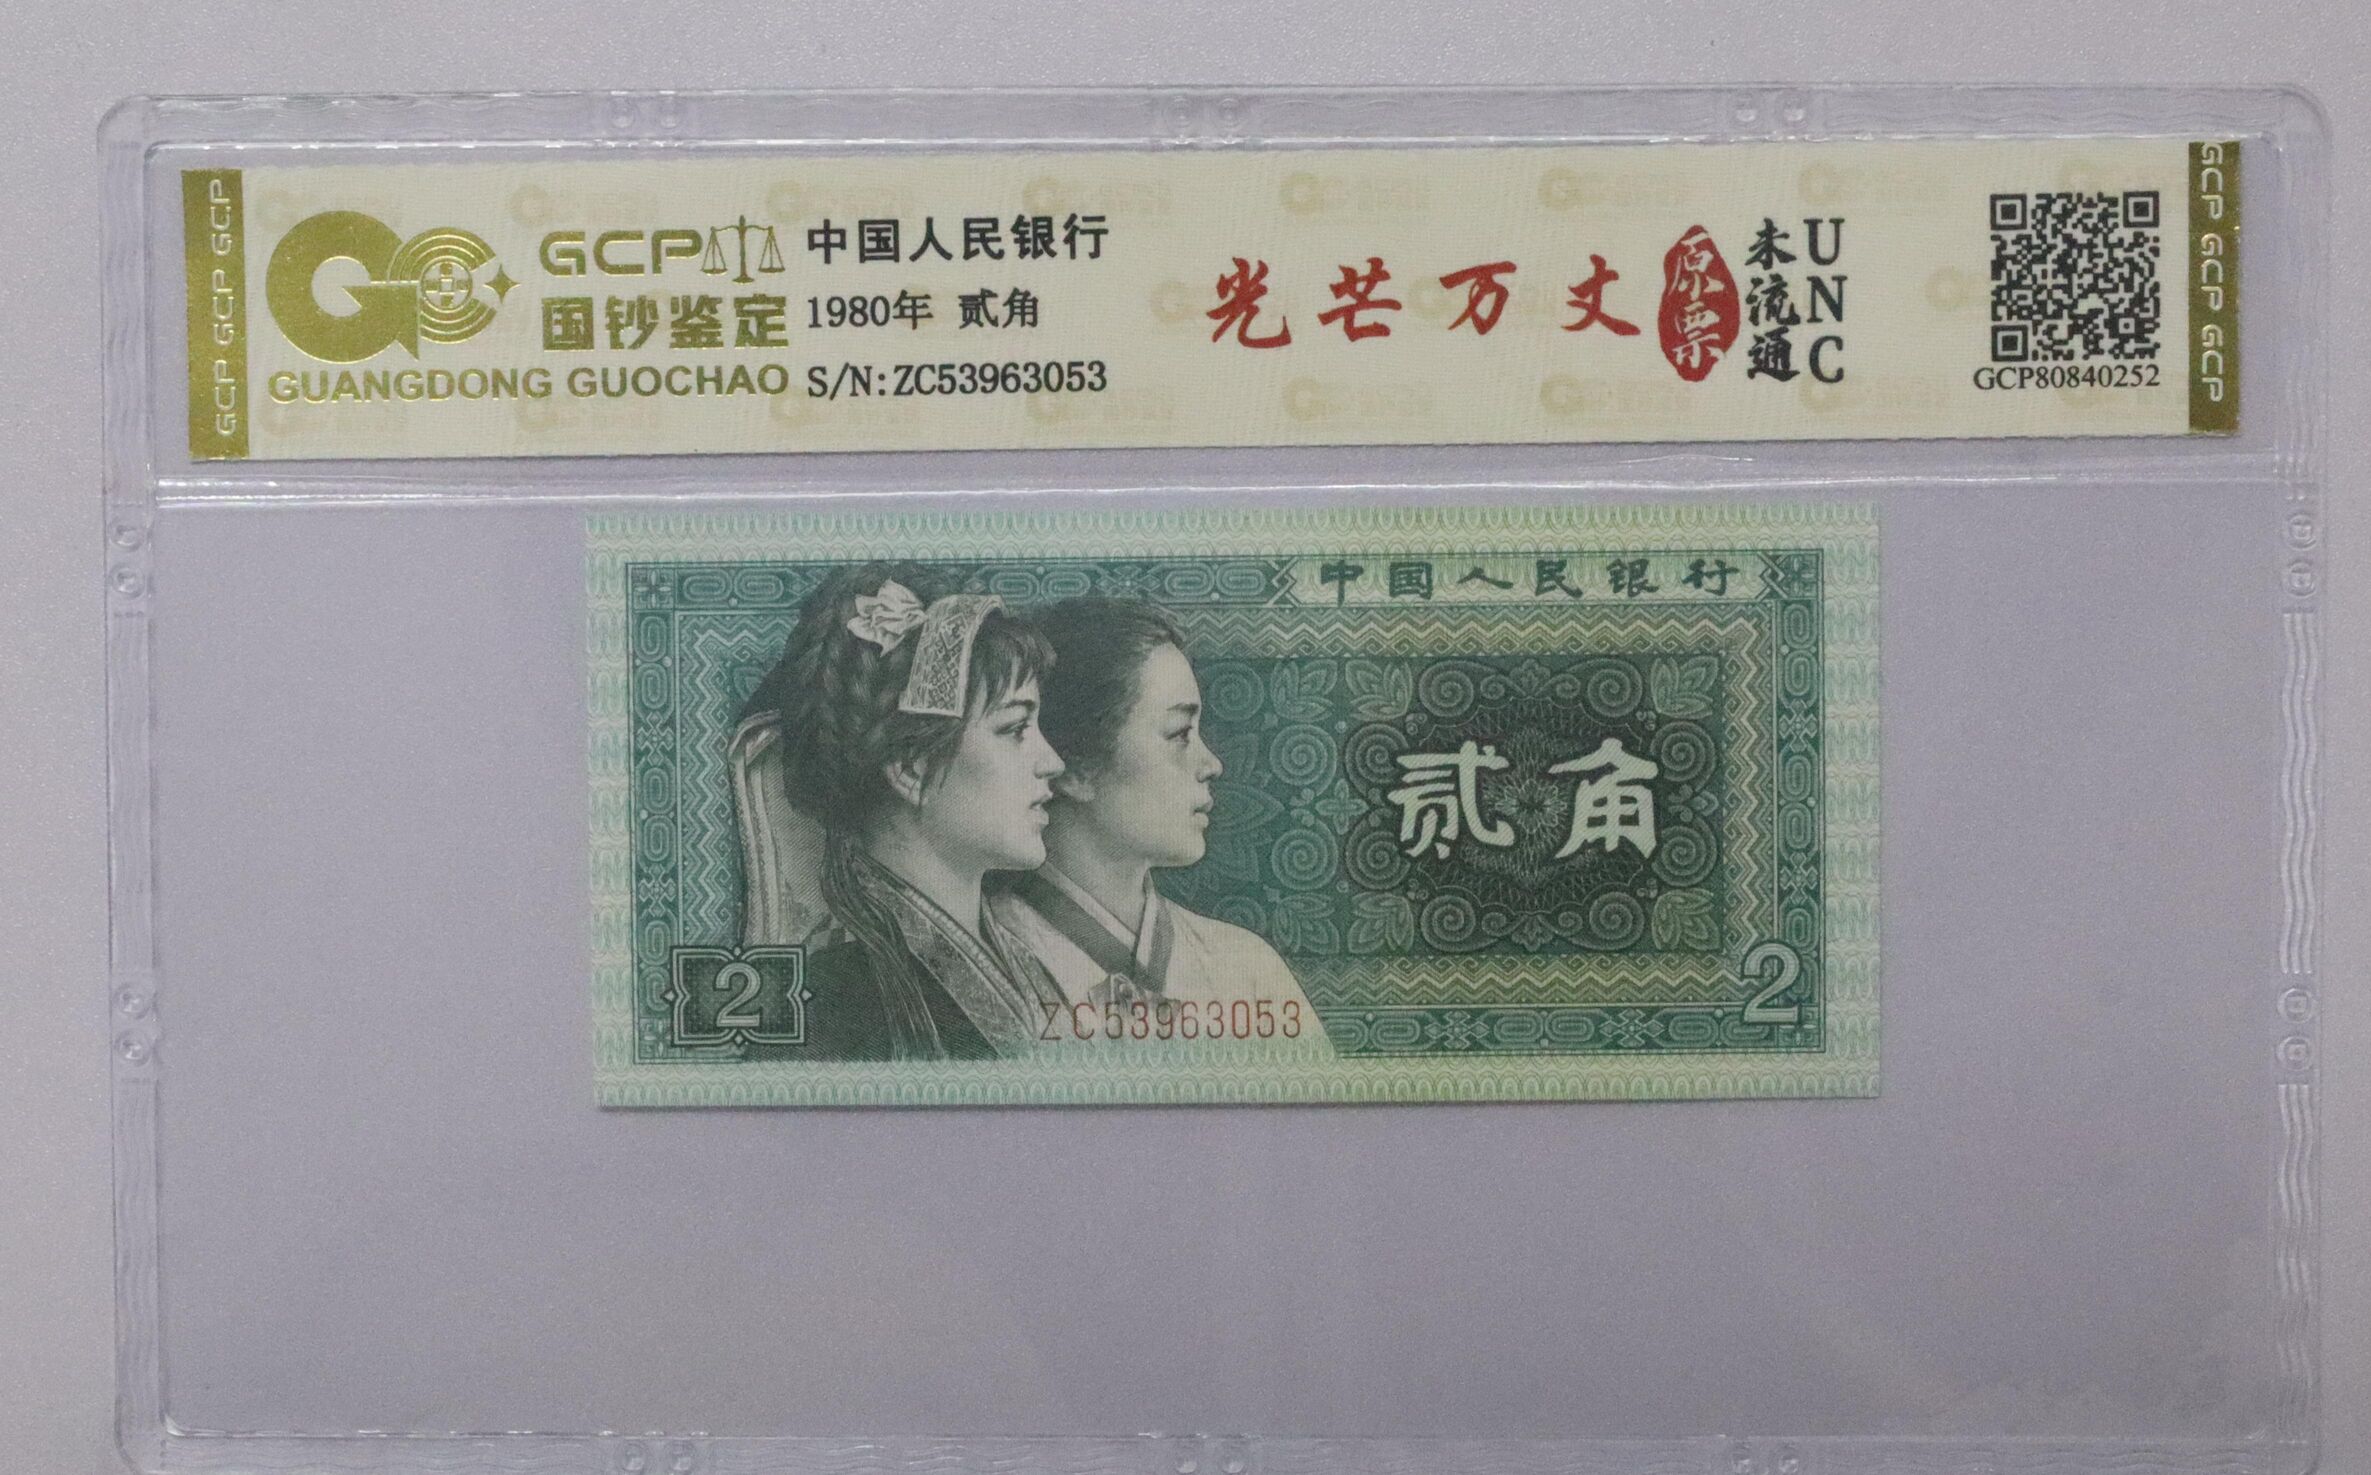 GCP GCP GCP
GCP
国钞鉴定
GUANGDONG GUOCHAO
中国人民银行
1980年 贰角
S/N:ZC53963053
光芒万丈
原票
未流通
UNC
GCP80840252
GCP GCP GCP
中国人民银行
贰角
2
2
ZC53963053